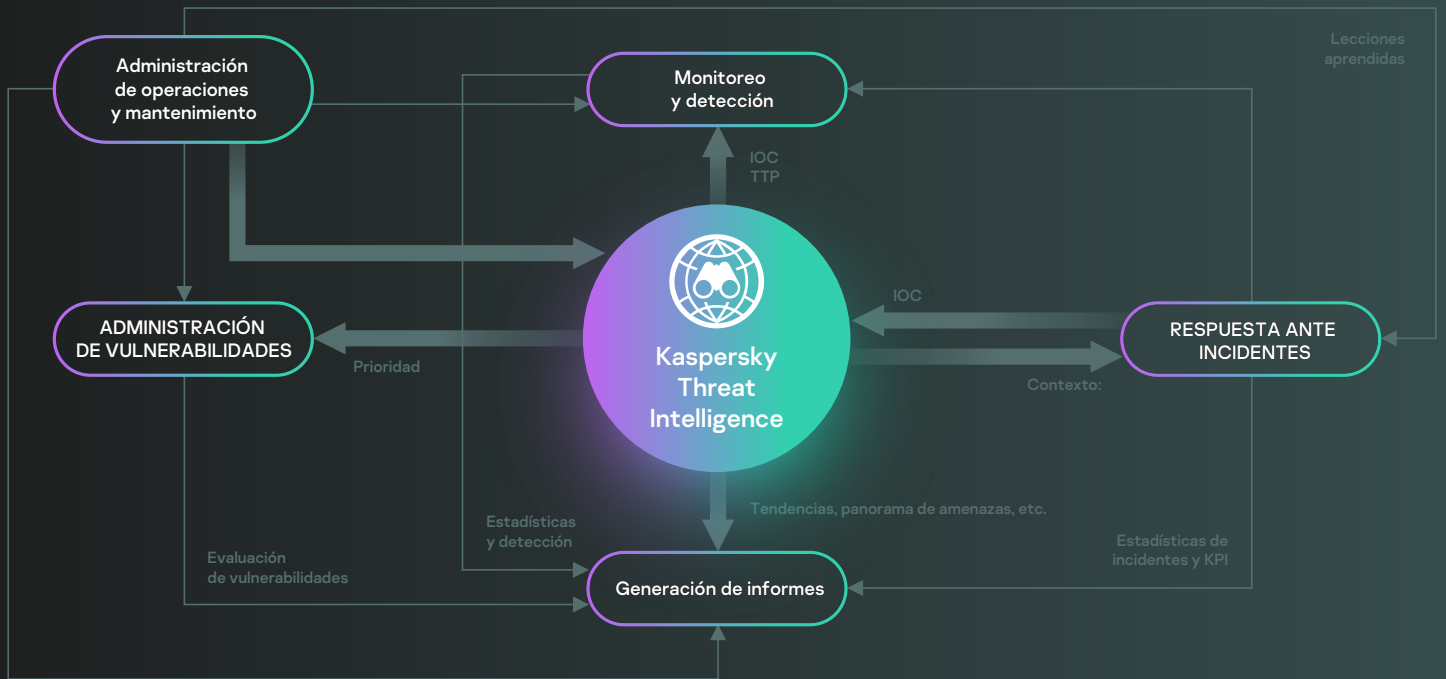 Lecciones
aprendidas
Administración
de operaciones
y mantenimiento
Monitoreo
y detección
IOC
TTP
IOC
ADMINISTRACIÓN
DE VULNERABILIDADES
Prioridad
Kaspersky
Threat
Intelligence
RESPUESTA ANTE
INCIDENTES
Contexto:
Tendencias, panorama de amenazas, etc.
Estadísticas
y detección
Evaluación
de vulnerabilidades
Estadísticas de
incidentes y KPI
Generación de informes